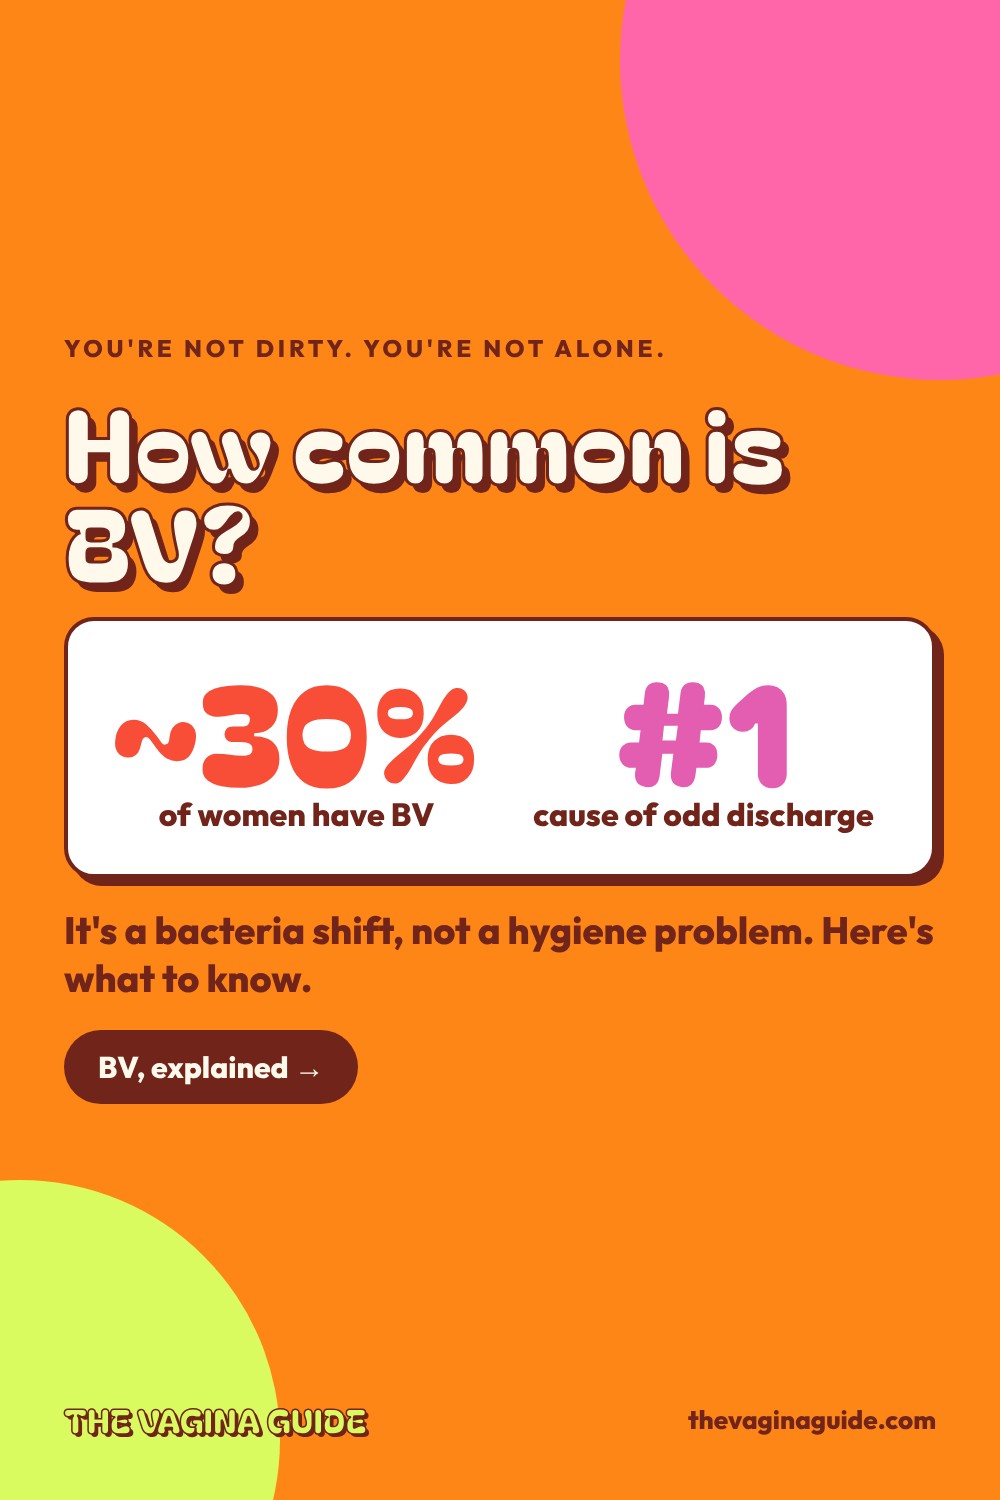 YOU'RE NOT DIRTY. YOU'RE NOT ALONE.
How common is
BV?
~30%
of women have BV
#1
cause of odd discharge
It's a bacteria shift, not a hygiene problem. Here's
what to know.
BV, explained →
THE VAGINA GUIDE
thevaginaguide.com